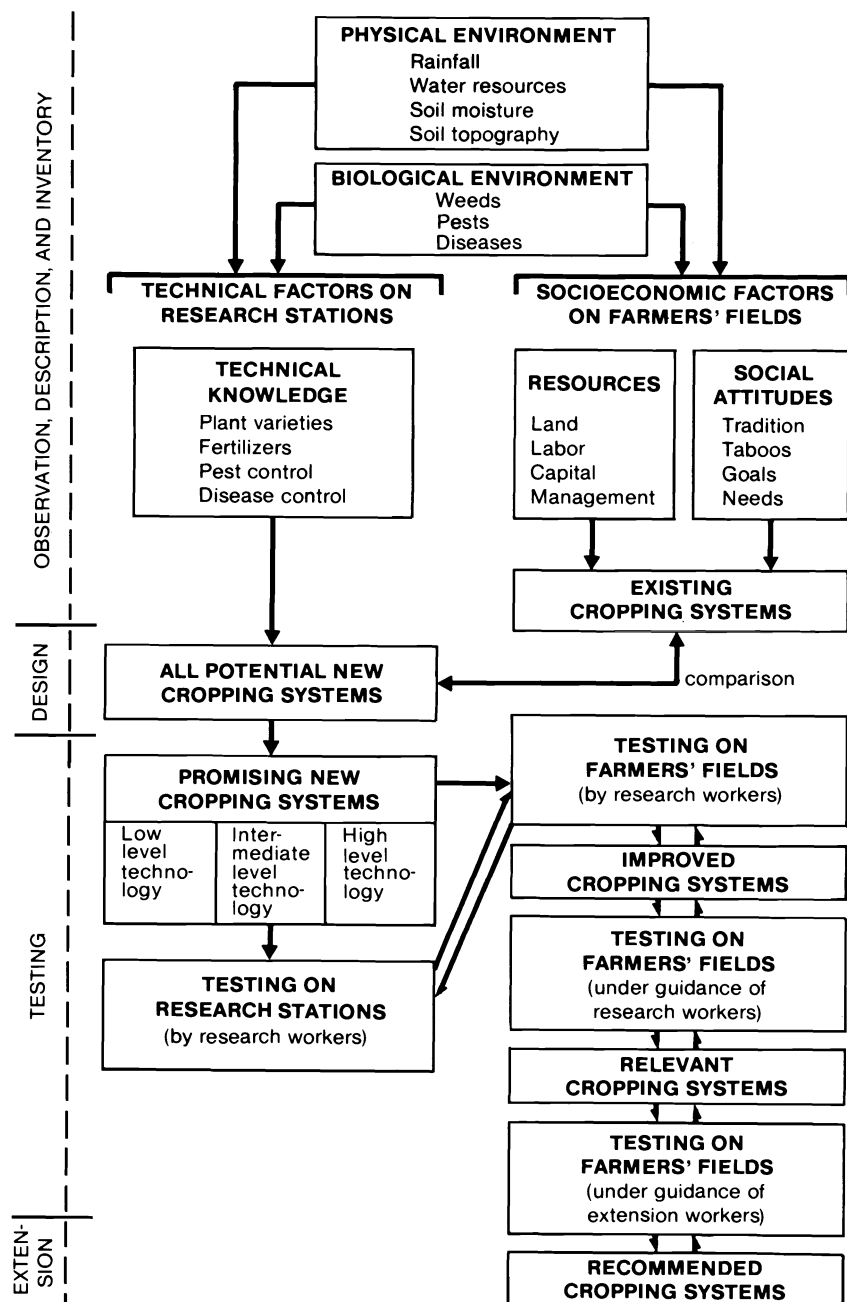 PHYSICAL ENVIRONMENT
Rainfall
Water resources
Soil moisture
Soil topography
BIOLOGICAL ENVIRONMENT
Weeds
Pests
Diseases
OBSERVATION, DESCRIPTION, AND INVENTORY
TECHNICAL FACTORS ON
RESEARCH STATIONS
SOCIOECONOMIC FACTORS
ON FARMERS' FIELDS
TECHNICAL
KNOWLEDGE
Plant varieties
Fertilizers
Pest control
Disease control
RESOURCES
Land
Labor
Capital
Management
SOCIAL
ATTITUDES
Tradition
Taboos
Goals
Needs
EXISTING
CROPPING SYSTEMS
DESIGN
ALL POTENTIAL NEW
CROPPING SYSTEMS
comparison
TESTING
PROMISING NEW
CROPPING SYSTEMS
Low
level
techno-
logy
Inter-
mediate
level
techno-
logy
High
level
techno-
logy
TESTING ON
RESEARCH STATIONS
(by research workers)
TESTING ON
FARMERS' FIELDS
(by research workers)
IMPROVED
CROPPING SYSTEMS
TESTING ON
FARMERS' FIELDS
(under guidance of
research workers)
RELEVANT
CROPPING SYSTEMS
TESTING ON
FARMERS' FIELDS
(under guidance of
extension workers)
EXTEN-
SION
RECOMMENDED
CROPPING SYSTEMS